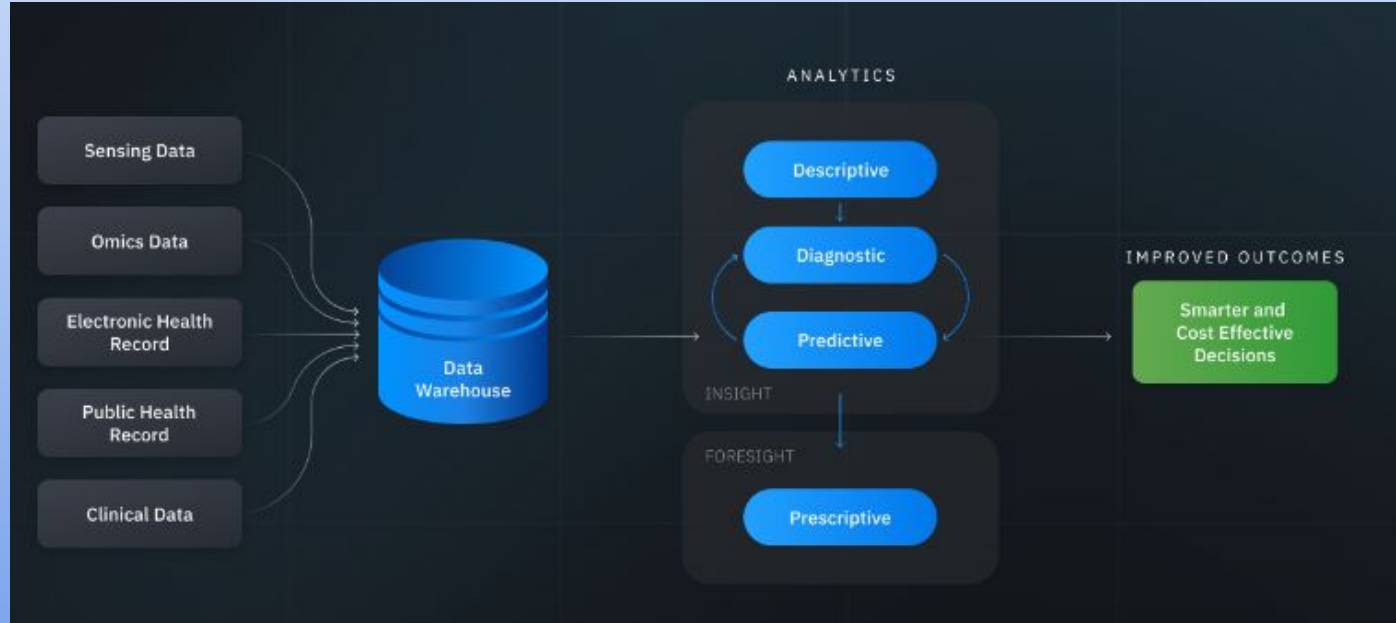 ANALYTICS
Sensing Data
Omics Data
Electronic Health
Record
Public Health
Record
Clinical Data
Data
Warehouse
Descriptive
Diagnostic
Predictive
INSIGHT
FORESIGHT
Prescriptive
IMPROVED OUTCOMES
Smarter and
Cost Effective
Decisions